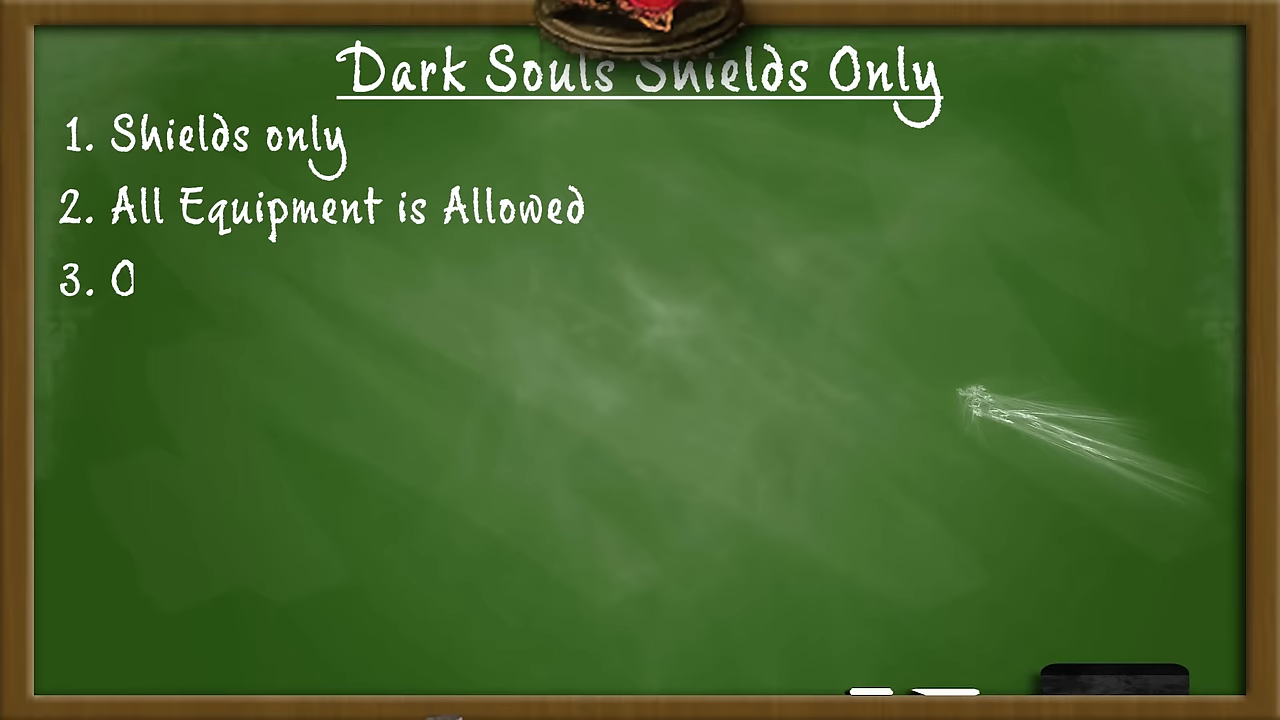 Dark Souls Shields Only
1. Shields only
2. All Equipment is Allowed
3. O